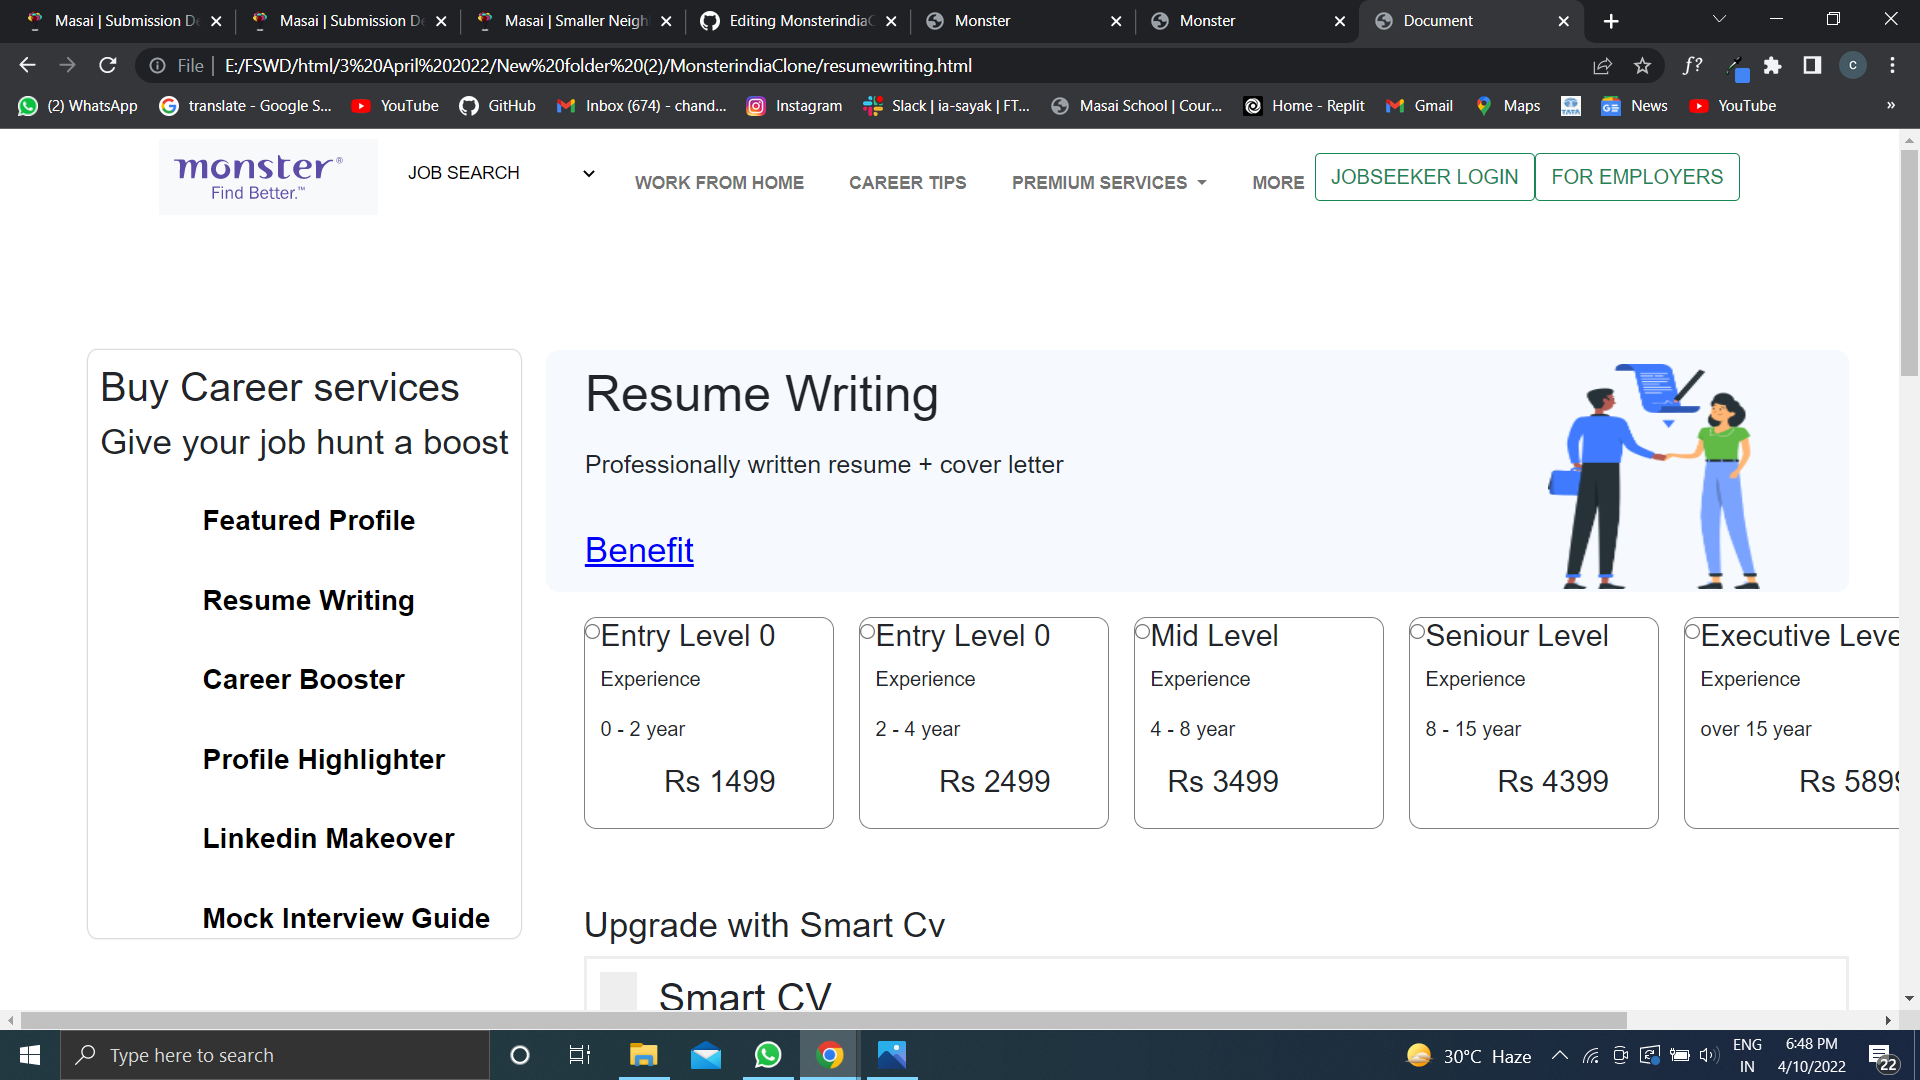 Masai | Submission De
Masai | Submission De
Masai | Smaller Neigh
Editing MonsterindiaC
Monster
Monster
Document
File
E:/FSWD/html/3%20April%202022/New%20folder%20(2)/MonsterindiaClone/resumewriting.html
f?
C
(2) WhatsApp
translate - Google S...
YouTube
GitHub
Inbox (674) - chand...
Instagram
Slack | ia-sayak | FT...
Masai School | Cour...
Home - Replit
Gmail
Maps
TATA
News
YouTube
»
monster®
Find Better.™
JOB SEARCH
WORK FROM HOME
CAREER TIPS
PREMIUM SERVICES
MORE
JOBSEEKER LOGIN
FOR EMPLOYERS
Buy Career services
Give your job hunt a boost
Featured Profile
Resume Writing
Career Booster
Profile Highlighter
Linkedin Makeover
Mock Interview Guide
Resume Writing
Professionally written resume + cover letter
Benefit
Entry Level 0
Experience
0 - 2 year
Rs 1499
Entry Level 0
Experience
2 - 4 year
Rs 2499
Mid Level
Experience
4 - 8 year
Rs 3499
Seniour Level
Experience
8 - 15 year
Rs 4399
Executive Leve
Experience
over 15 year
Rs 5899
Upgrade with Smart Cv
Smart CV
Type here to search
30°C Haze
ENG
IN
6:48 PM
4/10/2022
22